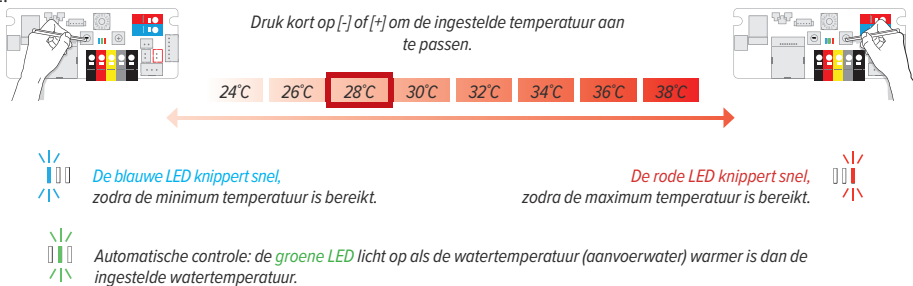 Druk kort op [-] of [+] om de ingestelde temperatuur aan
te passen.
24°C 26°C 28°C 30°C 32°C 34°C 36°C 38°C
De blauwe LED knippert snel,
zodra de minimum temperatuur is bereikt.
De rode LED knippert snel,
zodra de maximum temperatuur is bereikt.
Automatische controle: de groene LED licht op als de watertemperatuur (aanvoerwater) warmer is dan de
ingestelde watertemperatuur.